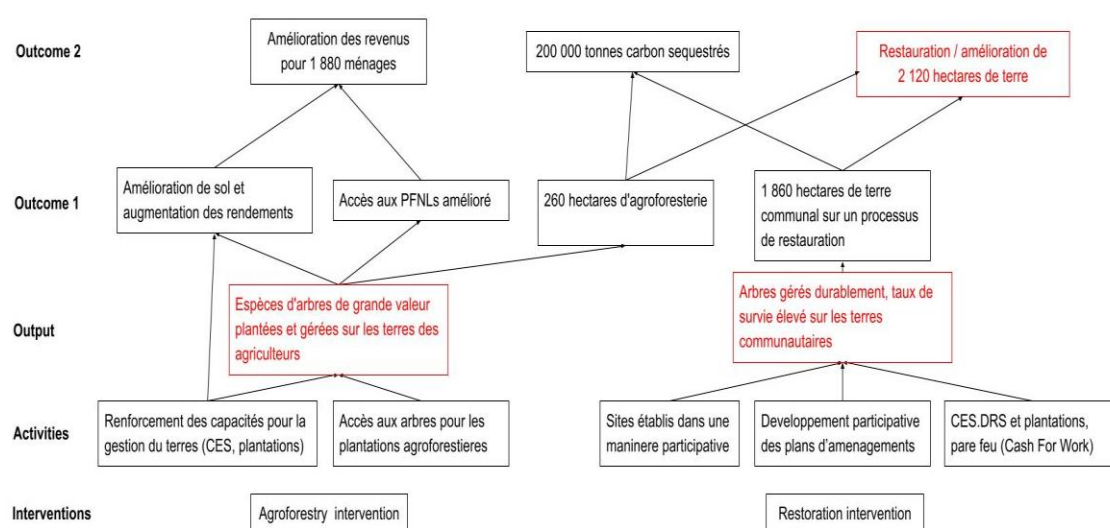 Outcome 2
Amélioration des revenus
pour 1 880 ménages
200 000 tonnes carbon sequestrés
Restauration / amélioration de
2 120 hectares de terre
Outcome 1
Amélioration de sol et
augmentation des rendements
Accès aux PFNLs amélioré
260 hectares d'agroforesterie
1 860 hectares de terre
communal sur un processus
de restauration
Output
Espèces d'arbres de grande valeur
plantées et gérées sur les terres des
agriculteurs
Arbres gérés durablement, taux de
survie élevé sur les terres
communautaires
Activities
Renforcement des capacités pour la
gestion du terres (CES, plantations)
Accès aux arbres pour les
plantations agroforestieres
Sites établis dans une
maninere participative
Developpement participative
des plans d'amenagements
CES.DRS et plantations,
pare feu (Cash For Work)
Interventions
Agroforestry intervention
Restoration intervention